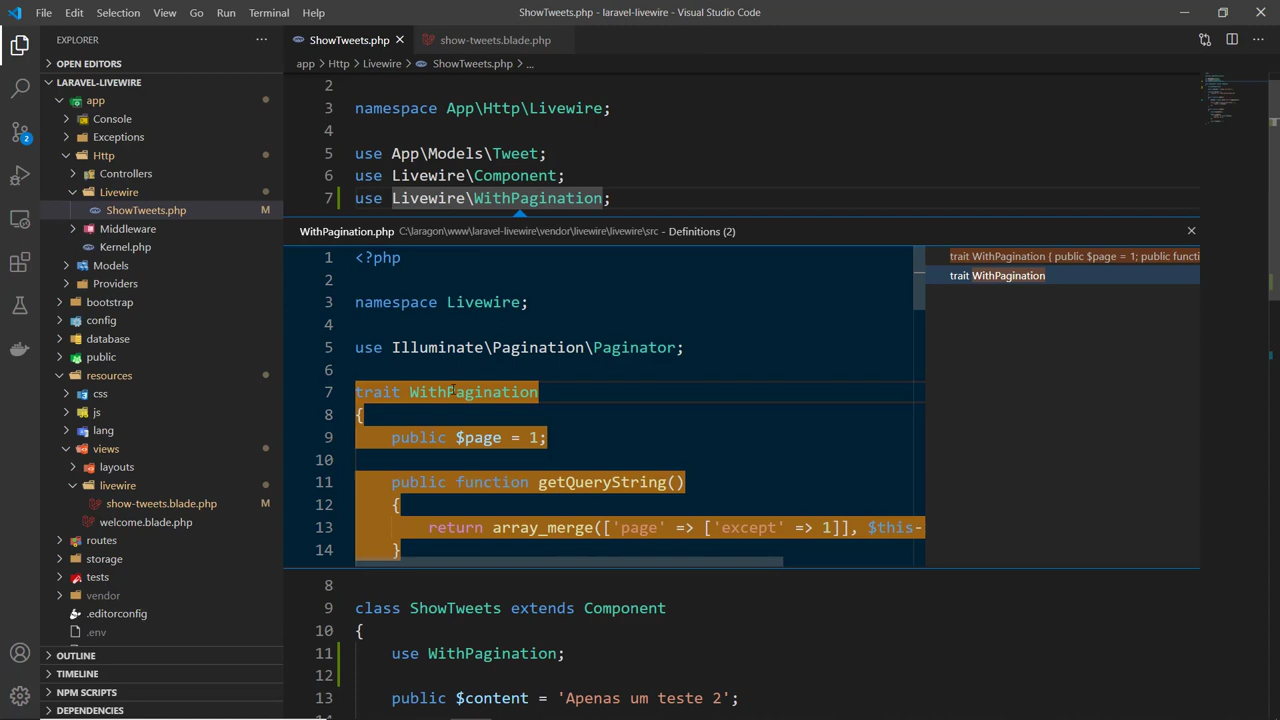 File Edit Selection View Go Run Terminal Help
ShowTweets.php - laravel-livewire - Visual Studio Code
EXPLORER
OPEN EDITORS
LARAVEL-LIVEWIRE
app
Console
Exceptions
Http
Controllers
Livewire
ShowTweets.php M
Middleware
Kernel.php
Models
Providers
bootstrap
config
database
public
resources
css
js
lang
views
layouts
livewire
show-tweets.blade.php
welcome.blade.php
routes
storage
tests
vendor
.editorconfig
.env
OUTLINE
TIMELINE
NPM SCRIPTS
DEPENDENCIES
2
ShowTweets.php
show-tweets.blade.php
app > Http > Livewire > ShowTweets.php > ...
2
3 namespace App\Http\Livewire;
4
5 use App\Models\Tweet;
6 use Livewire\Component;
7 use Livewire\WithPagination;
WithPagination.php C:\laragon\www\laravel-livewire\vendor\livewire\livewire\src - Definitions (2)
1 <?php
2
3 namespace Livewire;
4
5 use Illuminate\Pagination\Paginator;
6
7 trait WithPagination
8 {
9 public $page = 1;
10
11 public function getQueryString()
12 {
13 return array_merge(['page' => ['except' => 1]], $this-
14 }
trait WithPagination { public $page = 1; public functi
trait WithPagination
8
9 class ShowTweets extends Component
10 {
11 use WithPagination;
12
13 public $content = 'Apenas um teste 2';